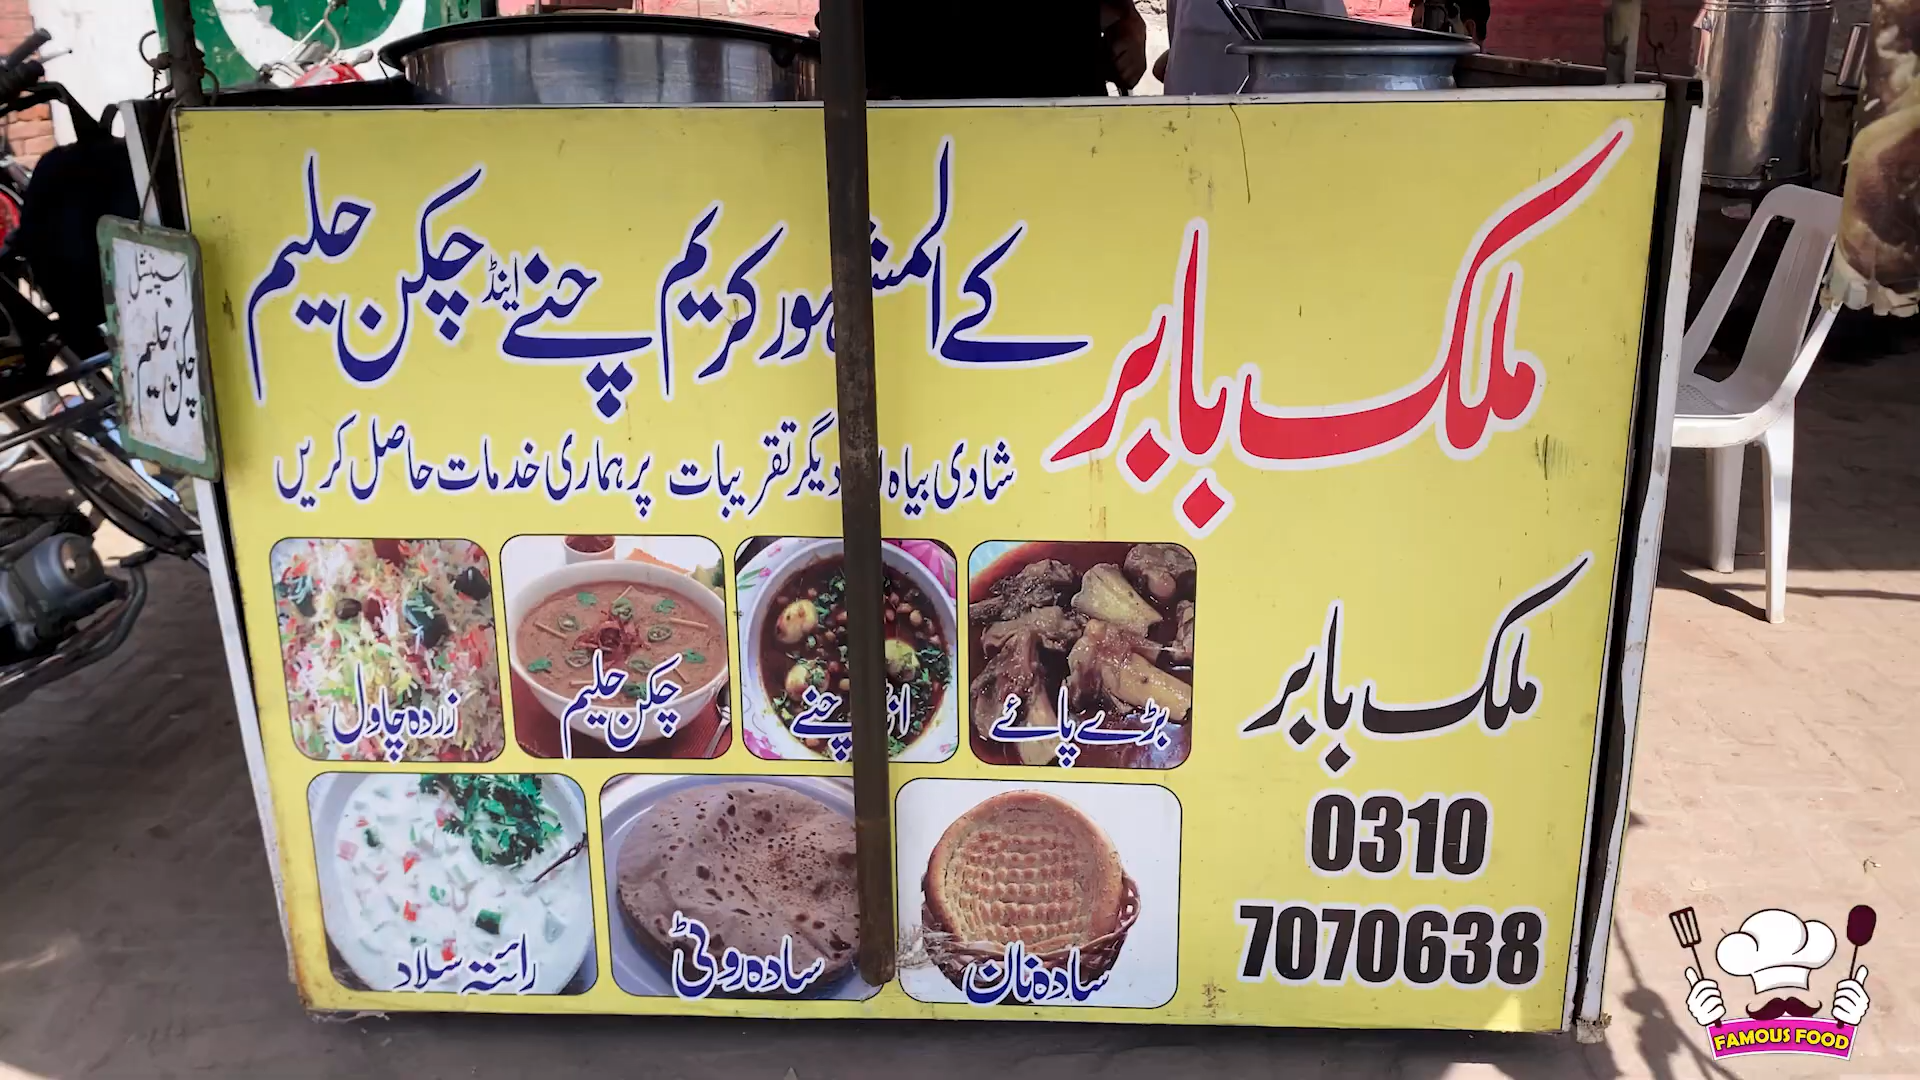 ملک بابر
کے المشہور کریم چنے اینڈ چکن حلیم
شادی بیاہ دیگر تقریبات پر ہماری خدمات حاصل کریں
بڑے پائے
چنے
چکن حلیم
زردہ چاول
سادہ نان
سادہ روٹی
رائتہ سلاد
ملک بابر
0310
7070638
اسپیشل
چکن حلیم
FAMOUS FOOD